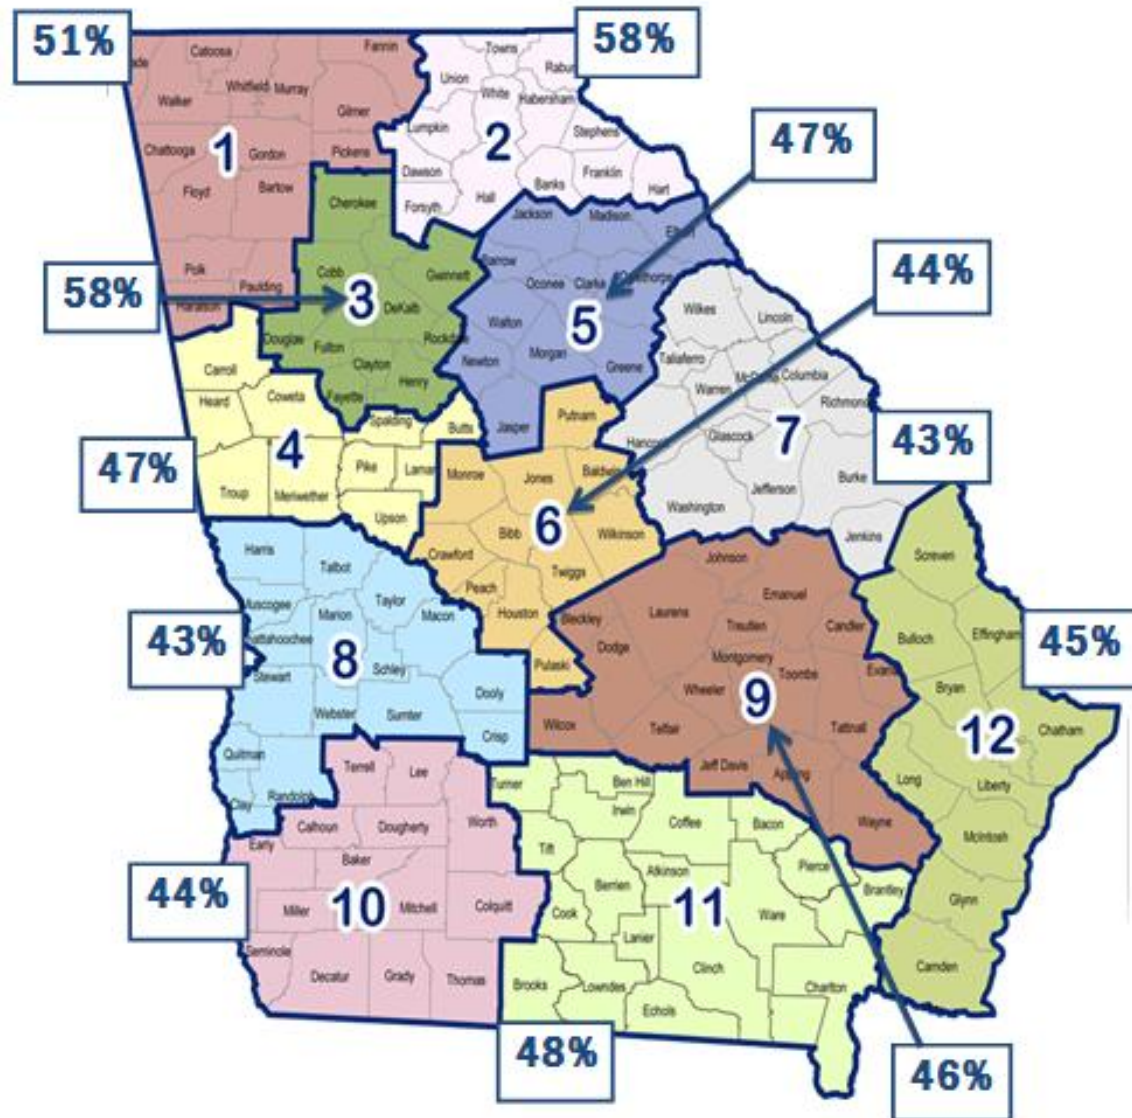 51%
58%
Catoosa
Fannin
Towns
Union
Walker
Whitfield
Murray
White
Habersham
Gilmer
Lumpkin
Stephens
1
2
47%
Chattooga
Gordon
Pickens
Dawson
Banks
Franklin
Hart
Floyd
Bartow
Forsyth
Hall
Cherokee
Jackson
Madison
Polk
Paulding
58%
Cobb
Gwinnett
3
DeKalb
Oconee
Clarke
44%
Haralson
Douglas
Fulton
Clayton
Henry
Fayette
Walton
5
Newton
Morgan
Greene
Jasper
Wilkes
Lincoln
Taliaferro
Warren
Columbia
Richmond
7
Glascock
Hancock
Jefferson
Burke
Washington
Jenkins
43%
Carroll
Heard
Coweta
4
Spalding
Butts
Pike
Lamar
Troup
Meriwether
Upson
47%
Putnam
Monroe
Jones
Baldwin
6
Bibb
Wilkinson
Crawford
Twiggs
Peach
Houston
Pulaski
Harris
Talbot
Taylor
Marion
Macon
43%
8
Schley
Stewart
Dooly
Webster
Sumter
Crisp
Quitman
Clay
Randolph
Johnson
Emanuel
Laurens
Treutlen
Candler
Bleckley
Dodge
Montgomery
Toombs
Wheeler
9
Wilcox
Telfair
Tattnall
Jeff Davis
Appling
Wayne
Screven
Bulloch
Effingham
45%
Bryan
12
Chatham
Long
Liberty
McIntosh
Glynn
Camden
Terrell
Lee
Calhoun
Dougherty
Worth
Early
Baker
44%
Miller
10
Mitchell
Colquitt
Seminole
Decatur
Grady
Thomas
Turner
Ben Hill
Irwin
Coffee
Bacon
Tift
Atkinson
Pierce
Berrien
Brantley
Cook
11
Ware
Lanier
Clinch
Charlton
Brooks
Lowndes
Echols
48%
46%